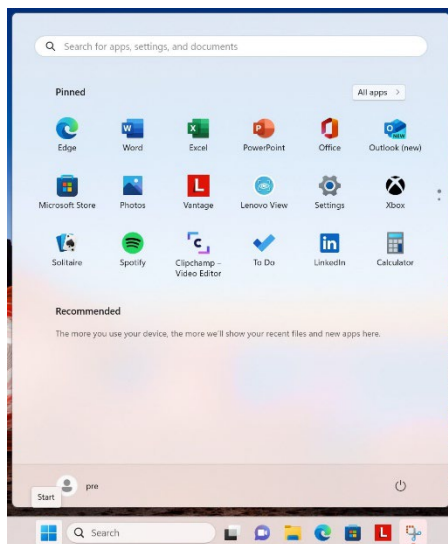 Search for apps, settings, and documents
Pinned
All apps >
Edge
Word
Excel
PowerPoint
Office
Outlook (new)
Microsoft Store
Photos
Vantage
Lenovo View
Settings
Xbox
Solitaire
Spotify
Clipchamp –
Video Editor
To Do
LinkedIn
Calculator
Recommended
The more you use your device, the more we'll show your recent files and new apps here.
pre
Start
Search